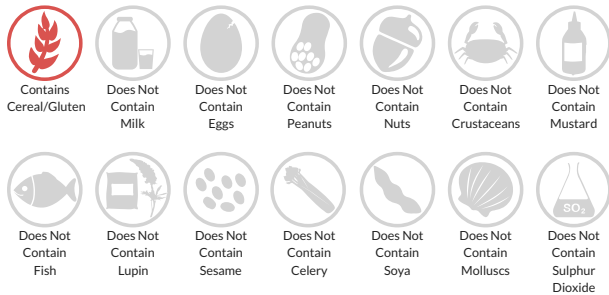 Contains
Cereal/Gluten
Does Not
Contain
Milk
Does Not
Contain
Eggs
Does Not
Contain
Peanuts
Does Not
Contain
Nuts
Does Not
Contain
Crustaceans
Does Not
Contain
Mustard
SO₂
Does Not
Contain
Fish
Does Not
Contain
Lupin
Does Not
Contain
Sesame
Does Not
Contain
Celery
Does Not
Contain
Soya
Does Not
Contain
Molluscs
Does Not
Contain
Sulphur
Dioxide